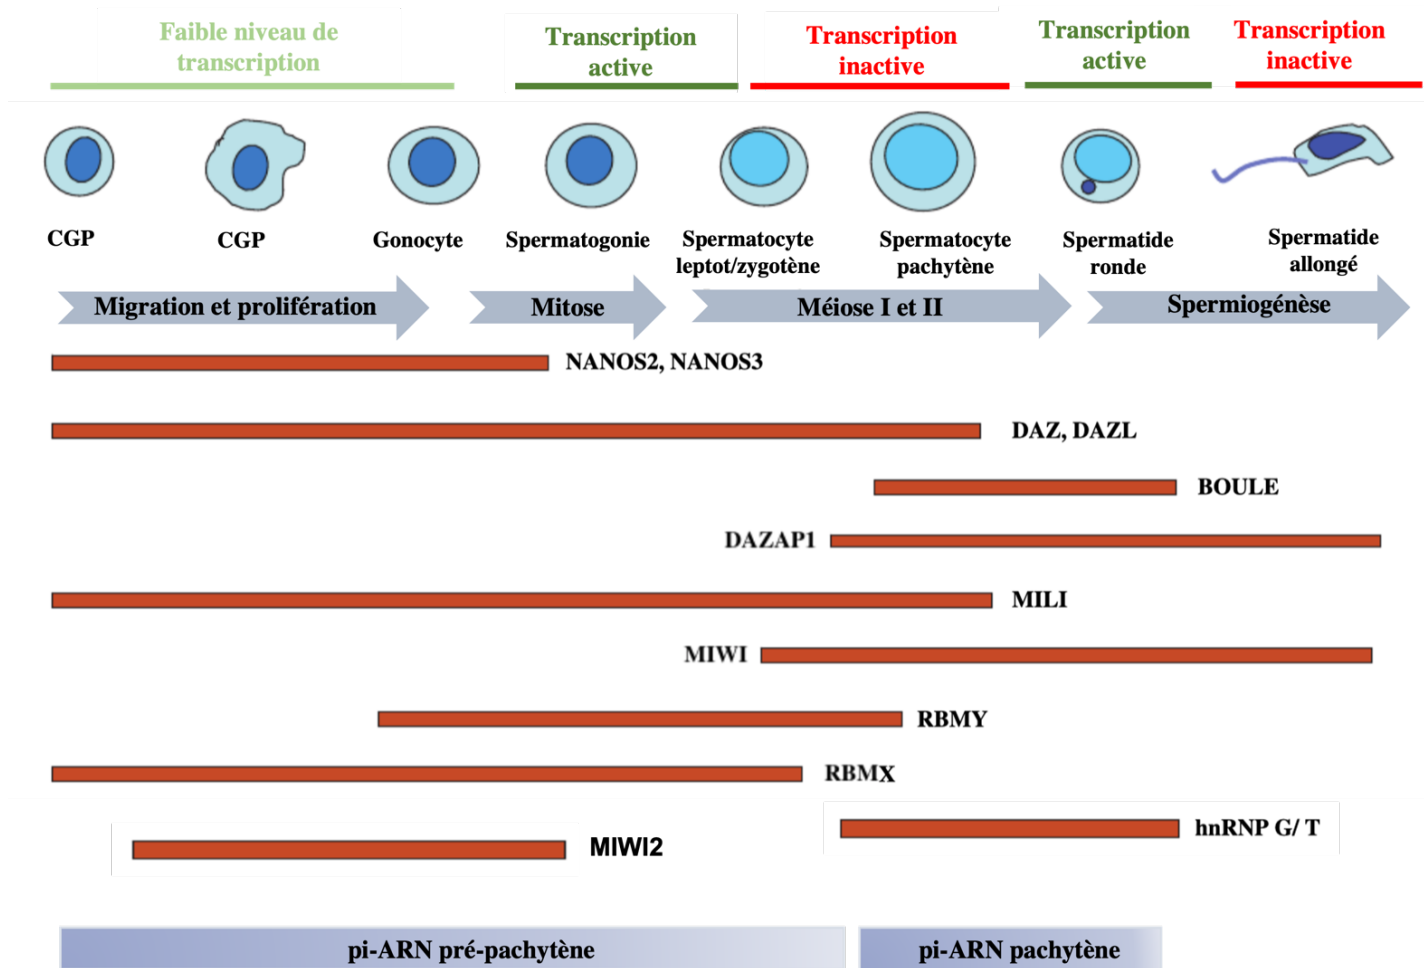 Faible niveau de
transcription
Transcription
active
Transcription
inactive
Transcription
active
Transcription
inactive
CGP
CGP
Gonocyte
Spermatogonie
Spermatocyte
leptot/zygotène
Spermatocyte
pachytène
Spermatide
ronde
Spermatide
allongé
Migration et prolifération
Mitose
Méiose I et II
Spermiogénèse
NANOS2, NANOS3
DAZ, DAZL
BOULE
DAZAP1
MILI
MIWI
RBMY
RBMX
hnRNP G/ T
MIWI2
pi-ARN pré-pachytène
pi-ARN pachytène